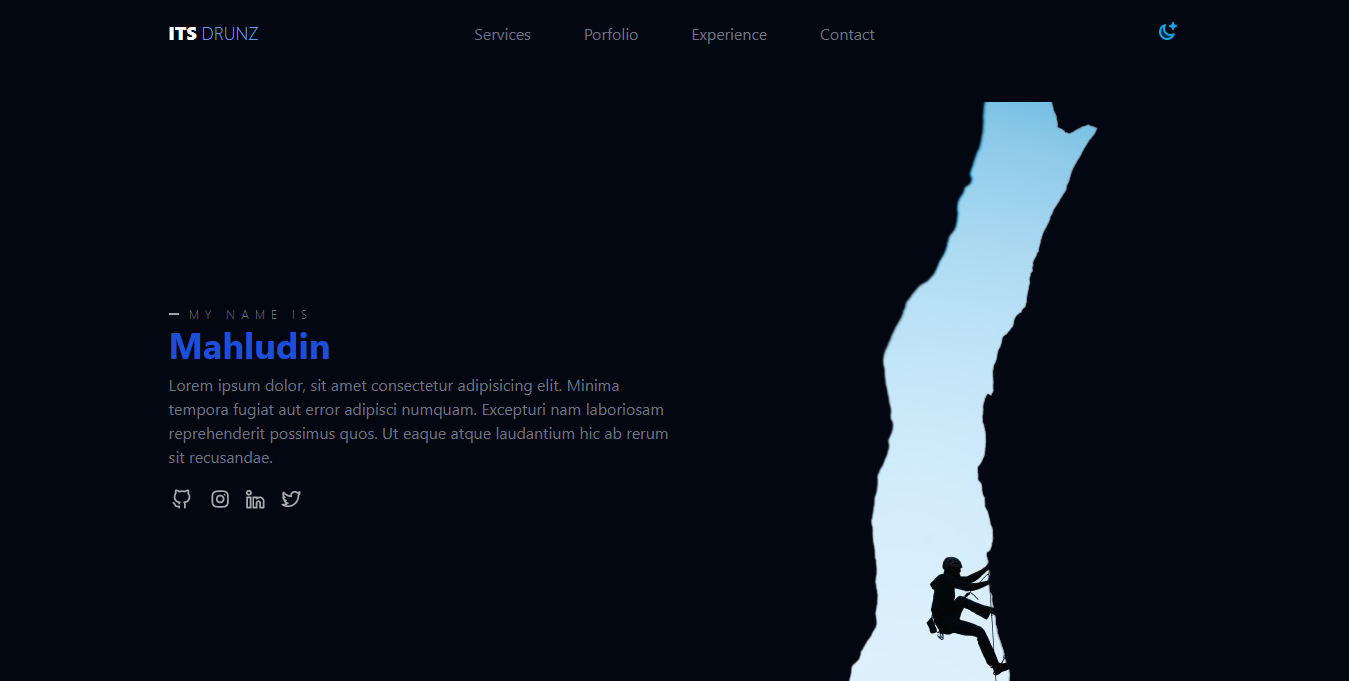 ITS DRUNZ
Services
Porfolio
Experience
Contact
MY NAME IS
Mahludin
Lorem ipsum dolor, sit amet consectetur adipisicing elit. Minima
tempora fugiat aut error adipisci numquam. Excepturi nam laboriosam
reprehenderit possimus quos. Ut eaque atque laudantium hic ab rerum
sit recusandae.